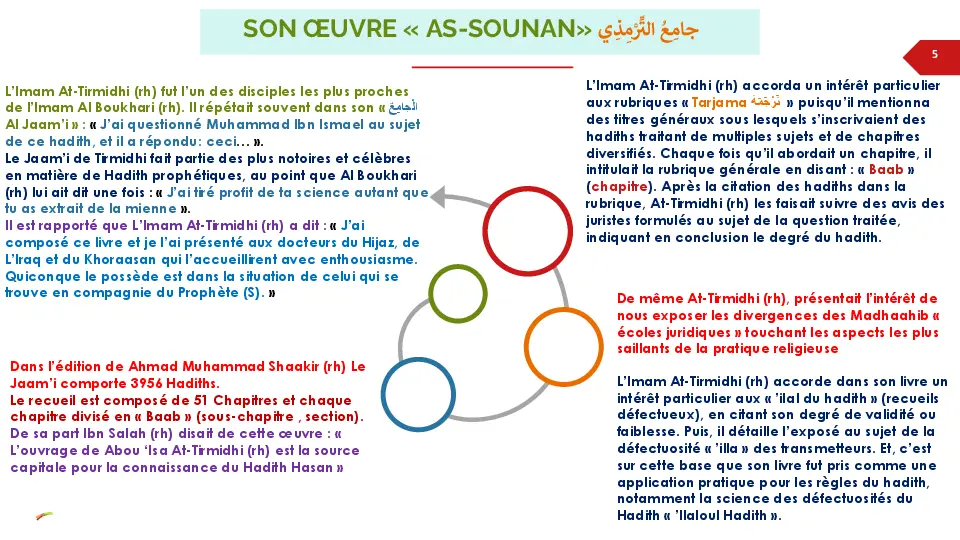 SON ŒUVRE « AS-SOUNAN» جامِعُ التِّرْمِذِي
5
L'Imam At-Tirmidhi (rh) fut l'un des disciples les plus proches
de l'Imam Al Boukhari (rh). Il répétait souvent dans son « الْجَامِعْ
Al Jaam'i » : « J'ai questionné Muhammad Ibn Ismael au sujet
de ce hadith, et il a répondu: ceci… ».
Le Jaam'i de Tirmidhi fait partie des plus notoires et célèbres
en matière de Hadith prophétiques, au point que Al Boukhari
(rh) lui ait dit une fois : « J'ai tiré profit de ta science autant que
tu as extrait de la mienne ».
Il est rapporté que L'Imam At-Tirmidhi (rh) a dit : « J'ai
composé ce livre et je l'ai présenté aux docteurs du Hijaz, de
L'Iraq et du Khoraasan qui l'accueillirent avec enthousiasme.
Quiconque le possède est dans la situation de celui qui se
trouve en compagnie du Prophète (S). »
Dans l'édition de Ahmad Muhammad Shaakir (rh) Le
Jaam'i comporte 3956 Hadiths.
Le recueil est composé de 51 Chapitres et chaque
chapitre divisé en « Baab » (sous-chapitre , section).
De sa part Ibn Salah (rh) disait de cette œuvre : «
L'ouvrage de Abou 'Isa At-Tirmidhi (rh) est la source
capitale pour la connaissance du Hadith Hasan »
L'Imam At-Tirmidhi (rh) accorda un intérêt particulier
aux rubriques « Tarjama تَرْجَمَة » puisqu'il mentionna
des titres généraux sous lesquels s'inscrivaient des
hadiths traitant de multiples sujets et de chapitres
diversifiés. Chaque fois qu'il abordait un chapitre, il
intitulait la rubrique générale en disant : « Baab »
(chapitre). Après la citation des hadiths dans la
rubrique, At-Tirmidhi (rh) les faisait suivre des avis des
juristes formulés au sujet de la question traitée,
indiquant en conclusion le degré du hadith.
De même At-Tirmidhi (rh), présentait l'intérêt de
nous exposer les divergences des Madhaahib «
écoles juridiques » touchant les aspects les plus
saillants de la pratique religieuse
L'Imam At-Tirmidhi (rh) accorde dans son livre un
intérêt particulier aux « 'ilal du hadith » (recueils
défectueux), en citant son degré de validité ou
faiblesse. Puis, il détaille l'exposé au sujet de la
défectuosité « 'illa » des transmetteurs. Et, c'est
sur cette base que son livre fut pris comme une
application pratique pour les règles du hadith,
notamment la science des défectuosités du
Hadith « 'Ilaloul Hadith ».